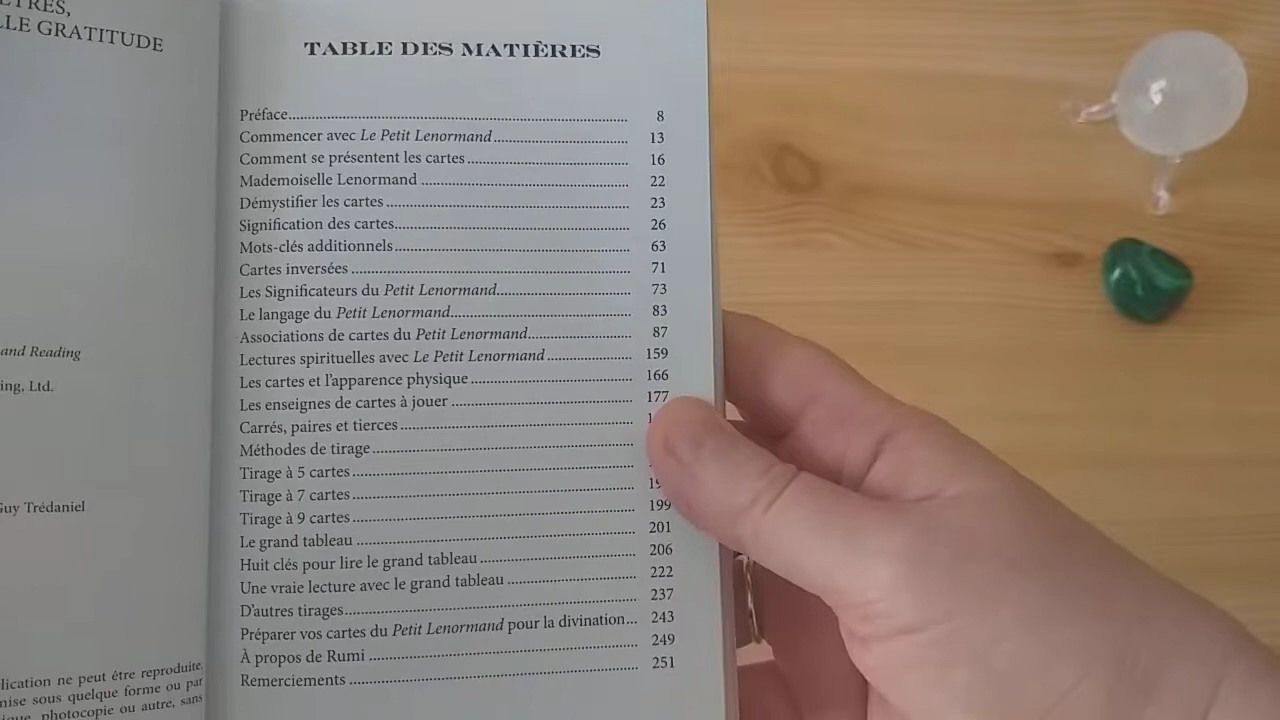 GRATITUDE
and Reading
Ltd.
Guy Trédaniel
ne peut être reproduite
sous quelque forme ou par
photocopie ou autre, sans
TABLE DES MATIÈRES
Préface 8
Commencer avec Le Petit Lenormand 13
Comment se présentent les cartes 16
Mademoiselle Lenormand 22
Démystifier les cartes 23
Signification des cartes 26
Mots-clés additionnels 63
Cartes inversées 71
Les Significateurs du Petit Lenormand 73
Le langage du Petit Lenormand 83
Associations de cartes du Petit Lenormand 87
Lectures spirituelles avec Le Petit Lenormand 159
Les cartes et l'apparence physique 166
Les enseignes de cartes à jouer 177
Carrés, paires et tierces
Méthodes de tirage
Tirage à 5 cartes
Tirage à 7 cartes
Tirage à 9 cartes 199
Le grand tableau 201
Huit clés pour lire le grand tableau 206
Une vraie lecture avec le grand tableau 222
D'autres tirages 237
Préparer vos cartes du Petit Lenormand pour la divination... 243
À propos de Rumi 249
Remerciements 251